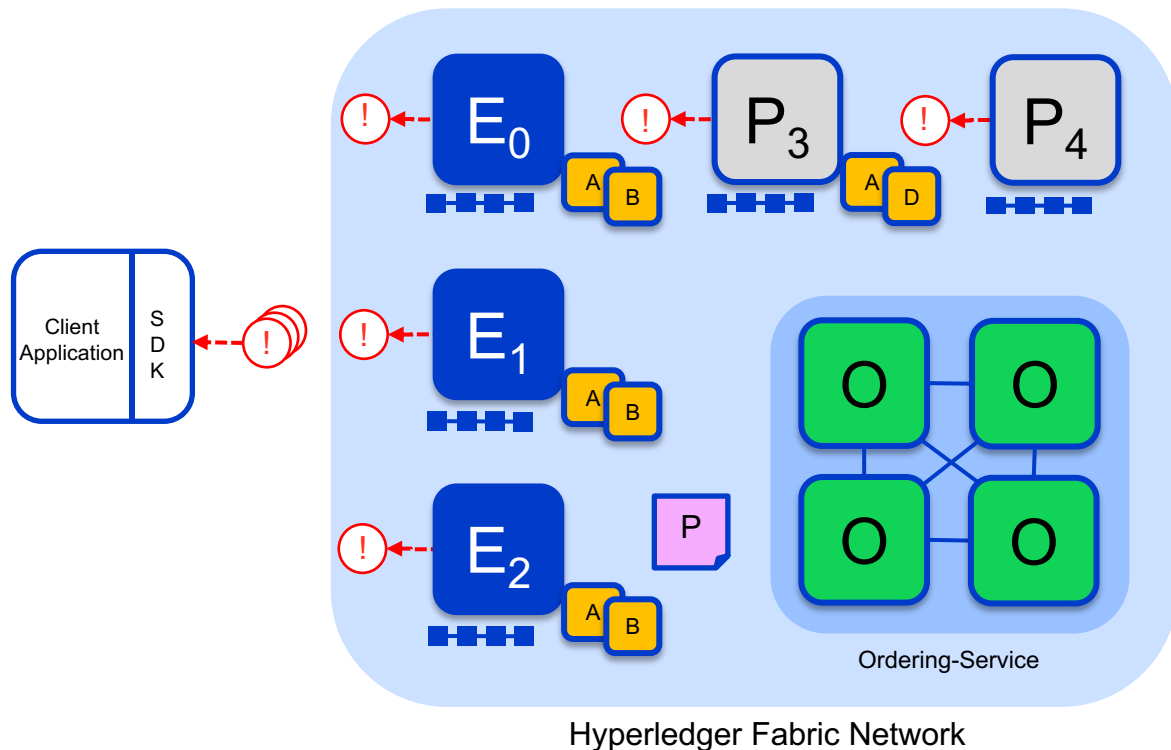 ! E₀ ! P₃ ! P₄
A B A D
Client
Application
S
D
K
!
! E₁
A B
O O
! E₂
P
O O
A B
Ordering-Service
Hyperledger Fabric Network